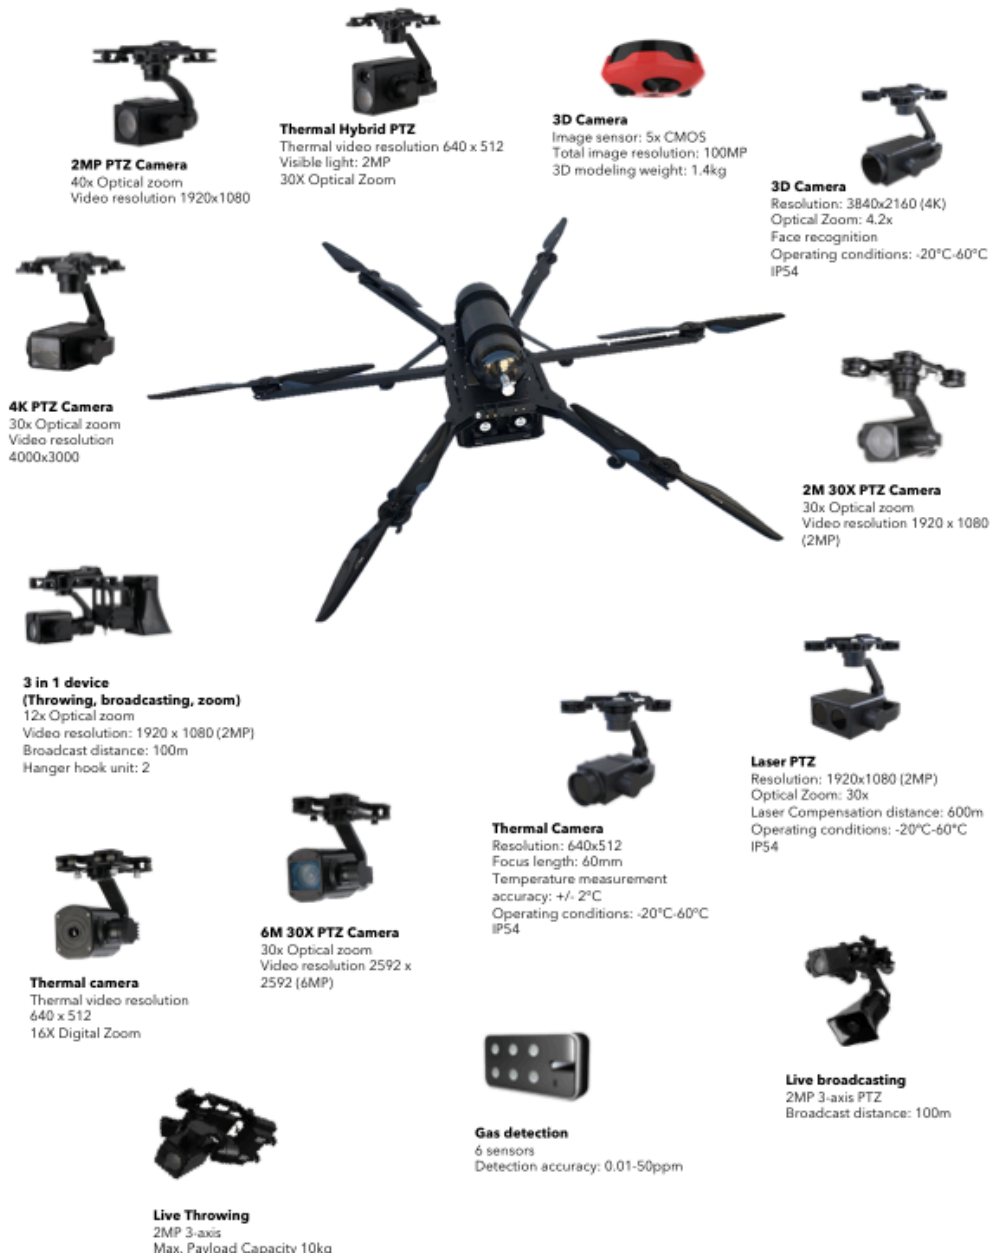 2MP PTZ Camera
40x Optical zoom
Video resolution 1920x1080
Thermal Hybrid PTZ
Thermal video resolution 640 x 512
Visible light: 2MP
30X Optical Zoom
3D Camera
Image sensor: 5x CMOS
Total image resolution: 100MP
3D modeling weight: 1.4kg
3D Camera
Resolution: 3840x2160 (4K)
Optical Zoom: 4.2x
Face recognition
Operating conditions: -20°C-60°C
IP54
4K PTZ Camera
30x Optical zoom
Video resolution
4000x3000
2M 30X PTZ Camera
30x Optical zoom
Video resolution 1920 x 1080
(2MP)
3 in 1 device
(Throwing, broadcasting, zoom)
12x Optical zoom
Video resolution: 1920 x 1080 (2MP)
Broadcast distance: 100m
Hanger hook unit: 2
Laser PTZ
Resolution: 1920x1080 (2MP)
Optical Zoom: 30x
Laser Compensation distance: 600m
Operating conditions: -20°C-60°C
IP54
Thermal Camera
Resolution: 640x512
Focus length: 60mm
Temperature measurement
accuracy: +/- 2°C
Operating conditions: -20°C-60°C
IP54
6M 30X PTZ Camera
30x Optical zoom
Video resolution 2592 x
2592 (6MP)
Thermal camera
Thermal video resolution
640 x 512
16X Digital Zoom
Live broadcasting
2MP 3-axis PTZ
Broadcast distance: 100m
Gas detection
6 sensors
Detection accuracy: 0.01-50ppm
Live Throwing
2MP 3-axis
Max. Payload Capacity 10kg